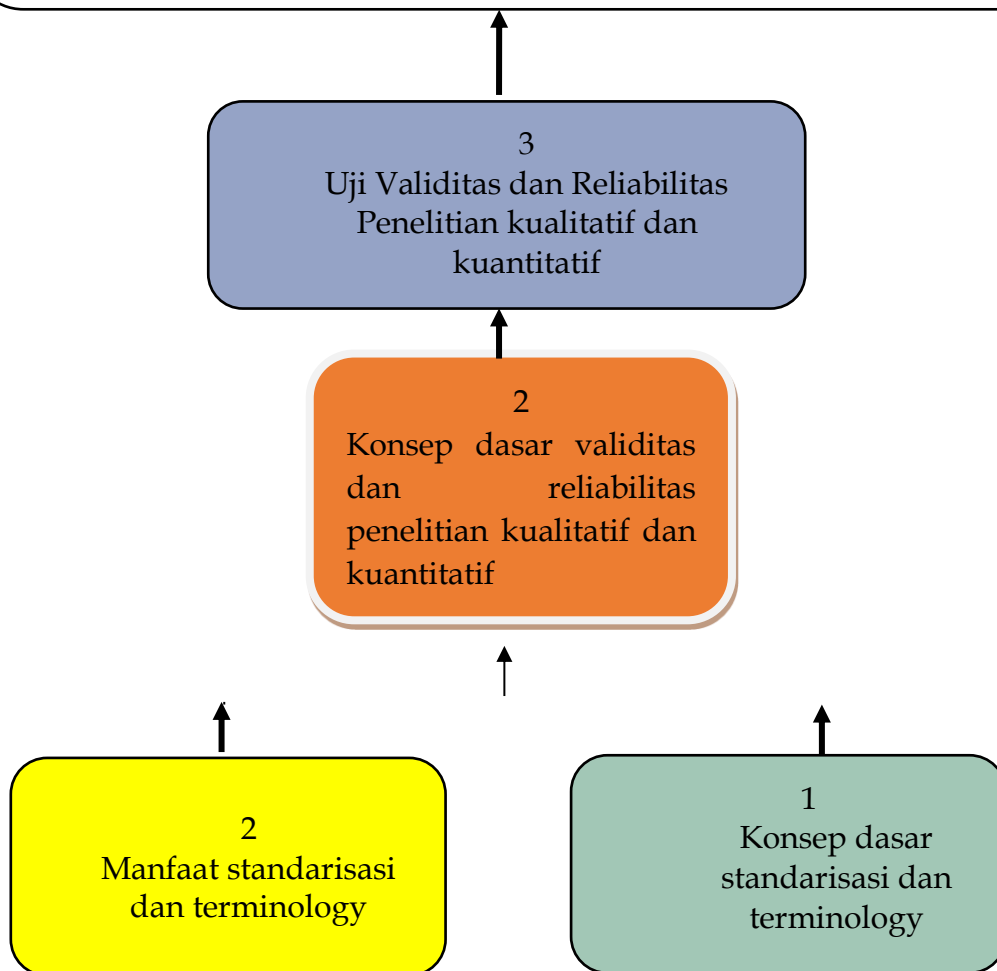 3
Uji Validitas dan Reliabilitas
Penelitian kualitatif dan
kuantitatif
2
Konsep dasar validitas
dan reliabilitas
penelitian kualitatif dan
kuantitatif
2
Manfaat standarisasi
dan terminology
1
Konsep dasar
standarisasi dan
terminology